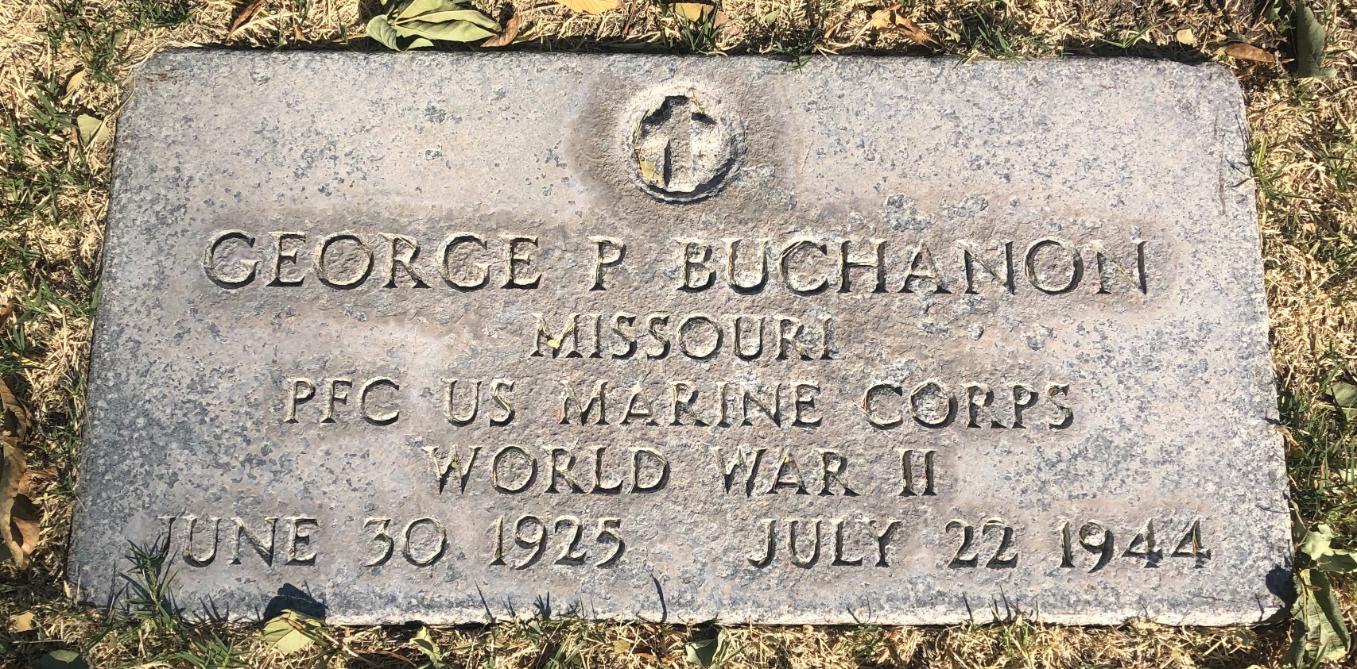 GEORGE P BUCHANON
MISSOURI
PFC US MARINE CORPS
WORLD WAR II
JUNE 30 1925 JULY 22 1944